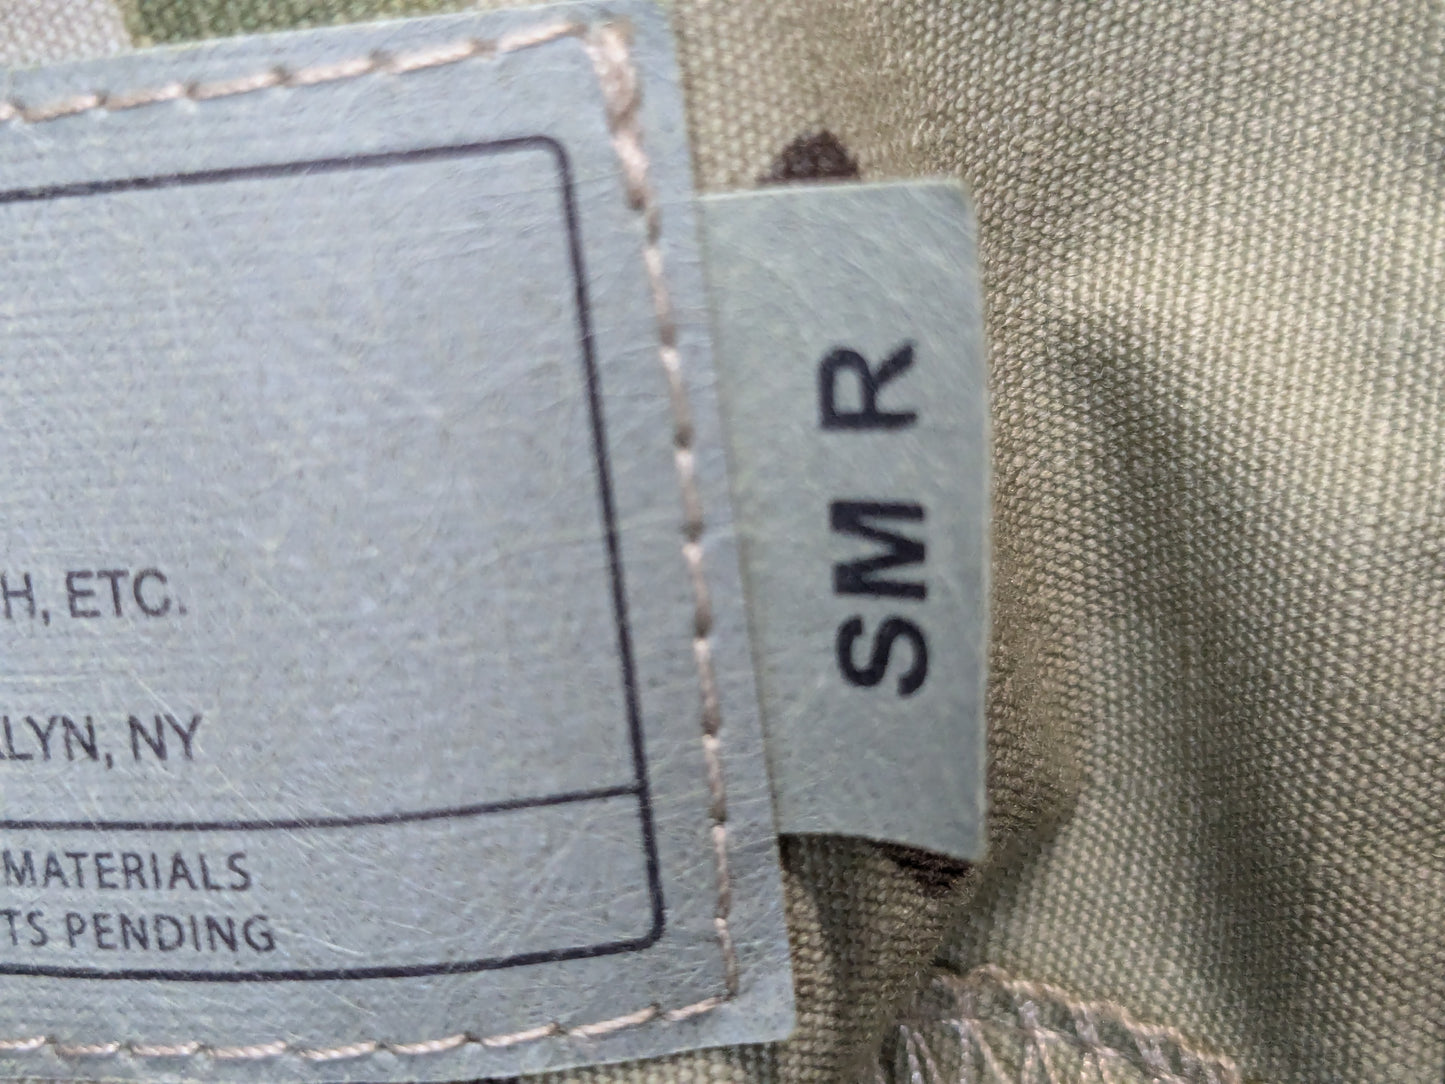 H, ETC.
LYN, NY
MATERIALS
TS PENDING
SM R